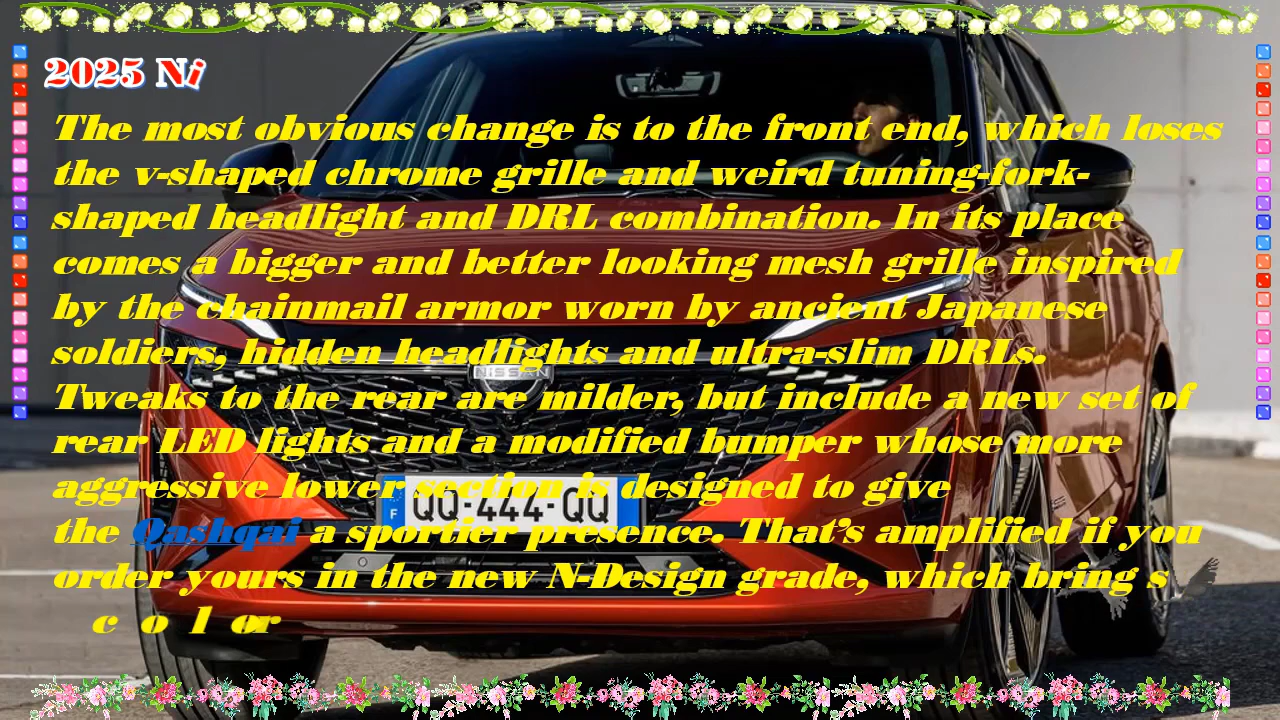 2025 Ni
The most obvious change is to the front end, which loses
the v-shaped chrome grille and weird tuning-fork-
shaped headlight and DRL combination. In its place
comes a bigger and better looking mesh grille inspired
by the chainmail armor worn by ancient Japanese
soldiers, hidden headlights and ultra-slim DRLs.
NISSAN
Tweaks to the rear are milder, but include a new set of
rear LED lights and a modified bumper whose more
aggressive lower section is designed to give
F QQ-444-QQ
the Qashqai a sportier presence. That’s amplified if you
order yours in the new N-Design grade, which bring s
c o l or